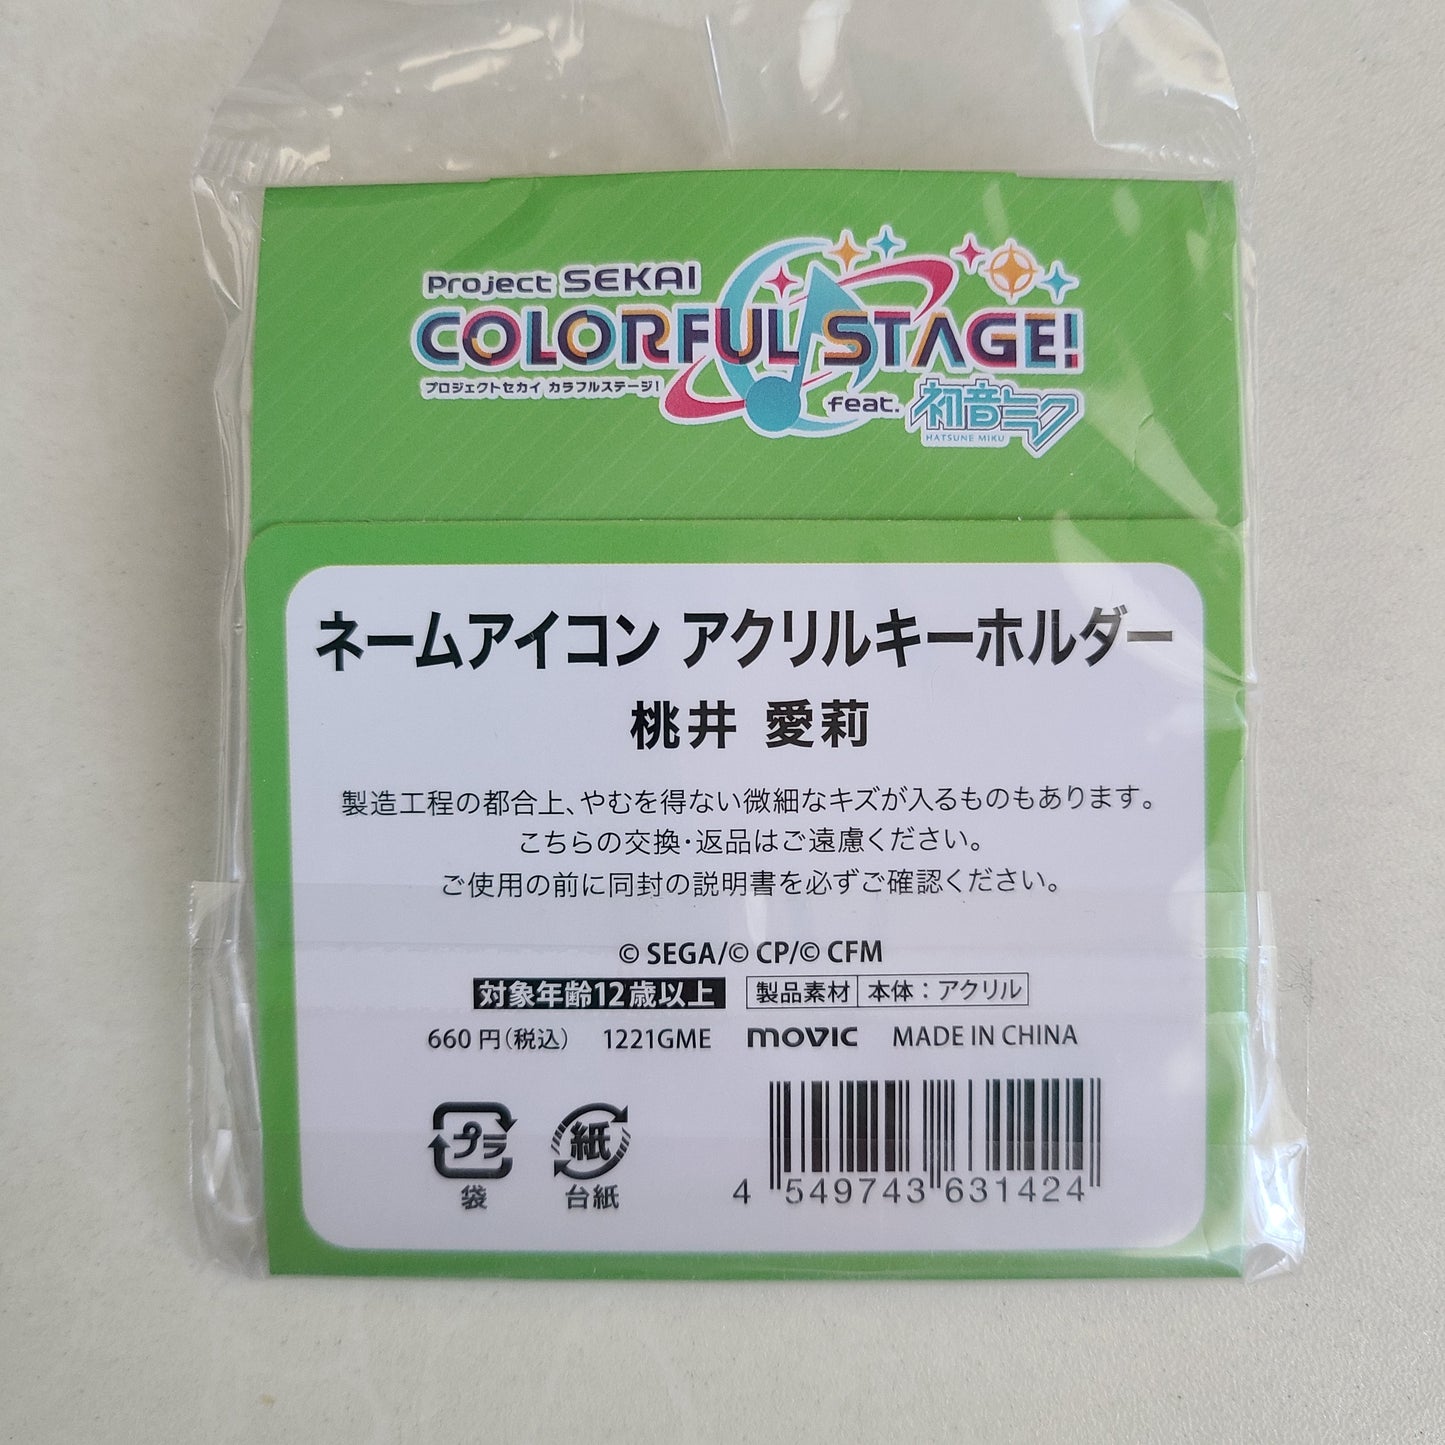 Project SEKAI
COLORFUL STAGE!
プロジェクトセカイ カラフルステージ!
feat. 初音ミク
HATSUNE MIKU
ネームアイコン アクリルキーホルダー
桃井 愛莉
製造工程の都合上、やむを得ない微細なキズが入るものもあります。
こちらの交換・返品はご遠慮ください。
ご使用の前に同封の説明書を必ずご確認ください。
© SEGA/© CP/© CFM
対象年齢12歳以上 製品素材 本体：アクリル
660円(税込) 1221GME movic MADE IN CHINA
プラ 紙
袋 台紙
4 549743 631424